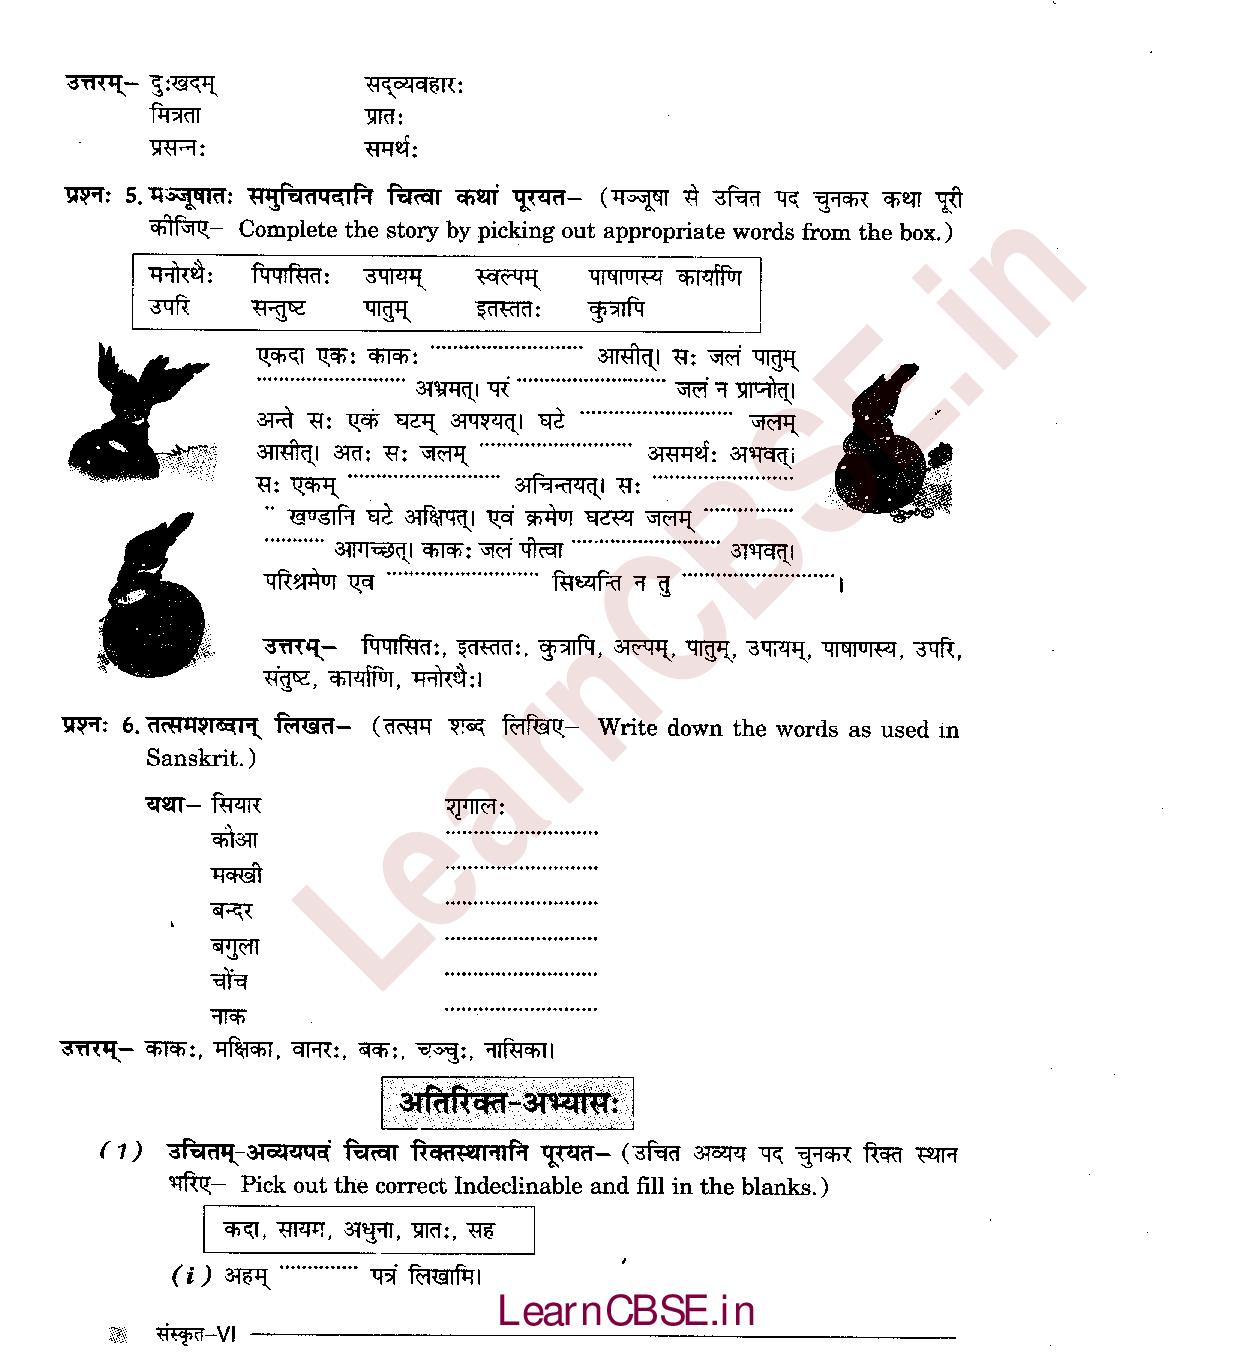 उत्तरम्– दुःखदम् सद्व्यवहारः
मित्रता प्रातः
प्रसन्नः समर्थः
प्रश्नः 5. मञ्जूषातः समुचितपदानि चित्वा कथां पूरयत– (मञ्जूषा से उचित पद चुनकर कथा पूरी
कीजिए– Complete the story by picking out appropriate words from the box.)
मनोरथैः पिपासितः उपायम् स्वल्पम् पाषाणस्य कार्याणि
उपरि सन्तुष्ट पातुम् इतस्ततः कुत्रापि
एकदा एकः काकः ............................ आसीत्। सः जलं पातुम्
............................ अभ्रमत्। परं ............................ जलं न प्राप्नोत्।
अन्ते सः एकं घटम् अपश्यत्। घटे ............................ जलम्
आसीत्। अतः सः जलम् ............................ असमर्थः अभवत्।
सः एकम् ............................ अचिन्तयत्। सः ..........................
.. खण्डानि घटे अक्षिपत्। एवं क्रमेण घटस्य जलम् ................
........... आगच्छत्। काकः जलं पीत्वा ............................ अभवत्।
परिश्रमेण एव ............................ सिध्यन्ति न तु ............................।
उत्तरम्– पिपासितः, इतस्ततः, कुत्रापि, अल्पम्, पातुम्, उपायम्, पाषाणस्य, उपरि,
संतुष्ट, कार्याणि, मनोरथैः।
प्रश्नः 6. तत्समशब्दान् लिखत– (तत्सम शब्द लिखिए– Write down the words as used in
Sanskrit.)
यथा– सियार शृगालः
कोआ ............................
मक्खी ............................
बन्दर ............................
बगुला ............................
चोंच ............................
नाक ............................
उत्तरम्– काकः, मक्षिका, वानरः, बकः, चञ्चुः, नासिका।
अतिरिक्त-अभ्यासः
(1) उचितम्-अव्ययपदं चित्वा रिक्तस्थानानि पूरयत– (उचित अव्यय पद चुनकर रिक्त स्थान
भरिए– Pick out the correct Indeclinable and fill in the blanks.)
कदा, सायम, अधुना, प्रातः, सह
(i) अहम् .............. पत्रं लिखामि।
LearnCBSE.in
संस्कृत–VI
LearnCBSE.in